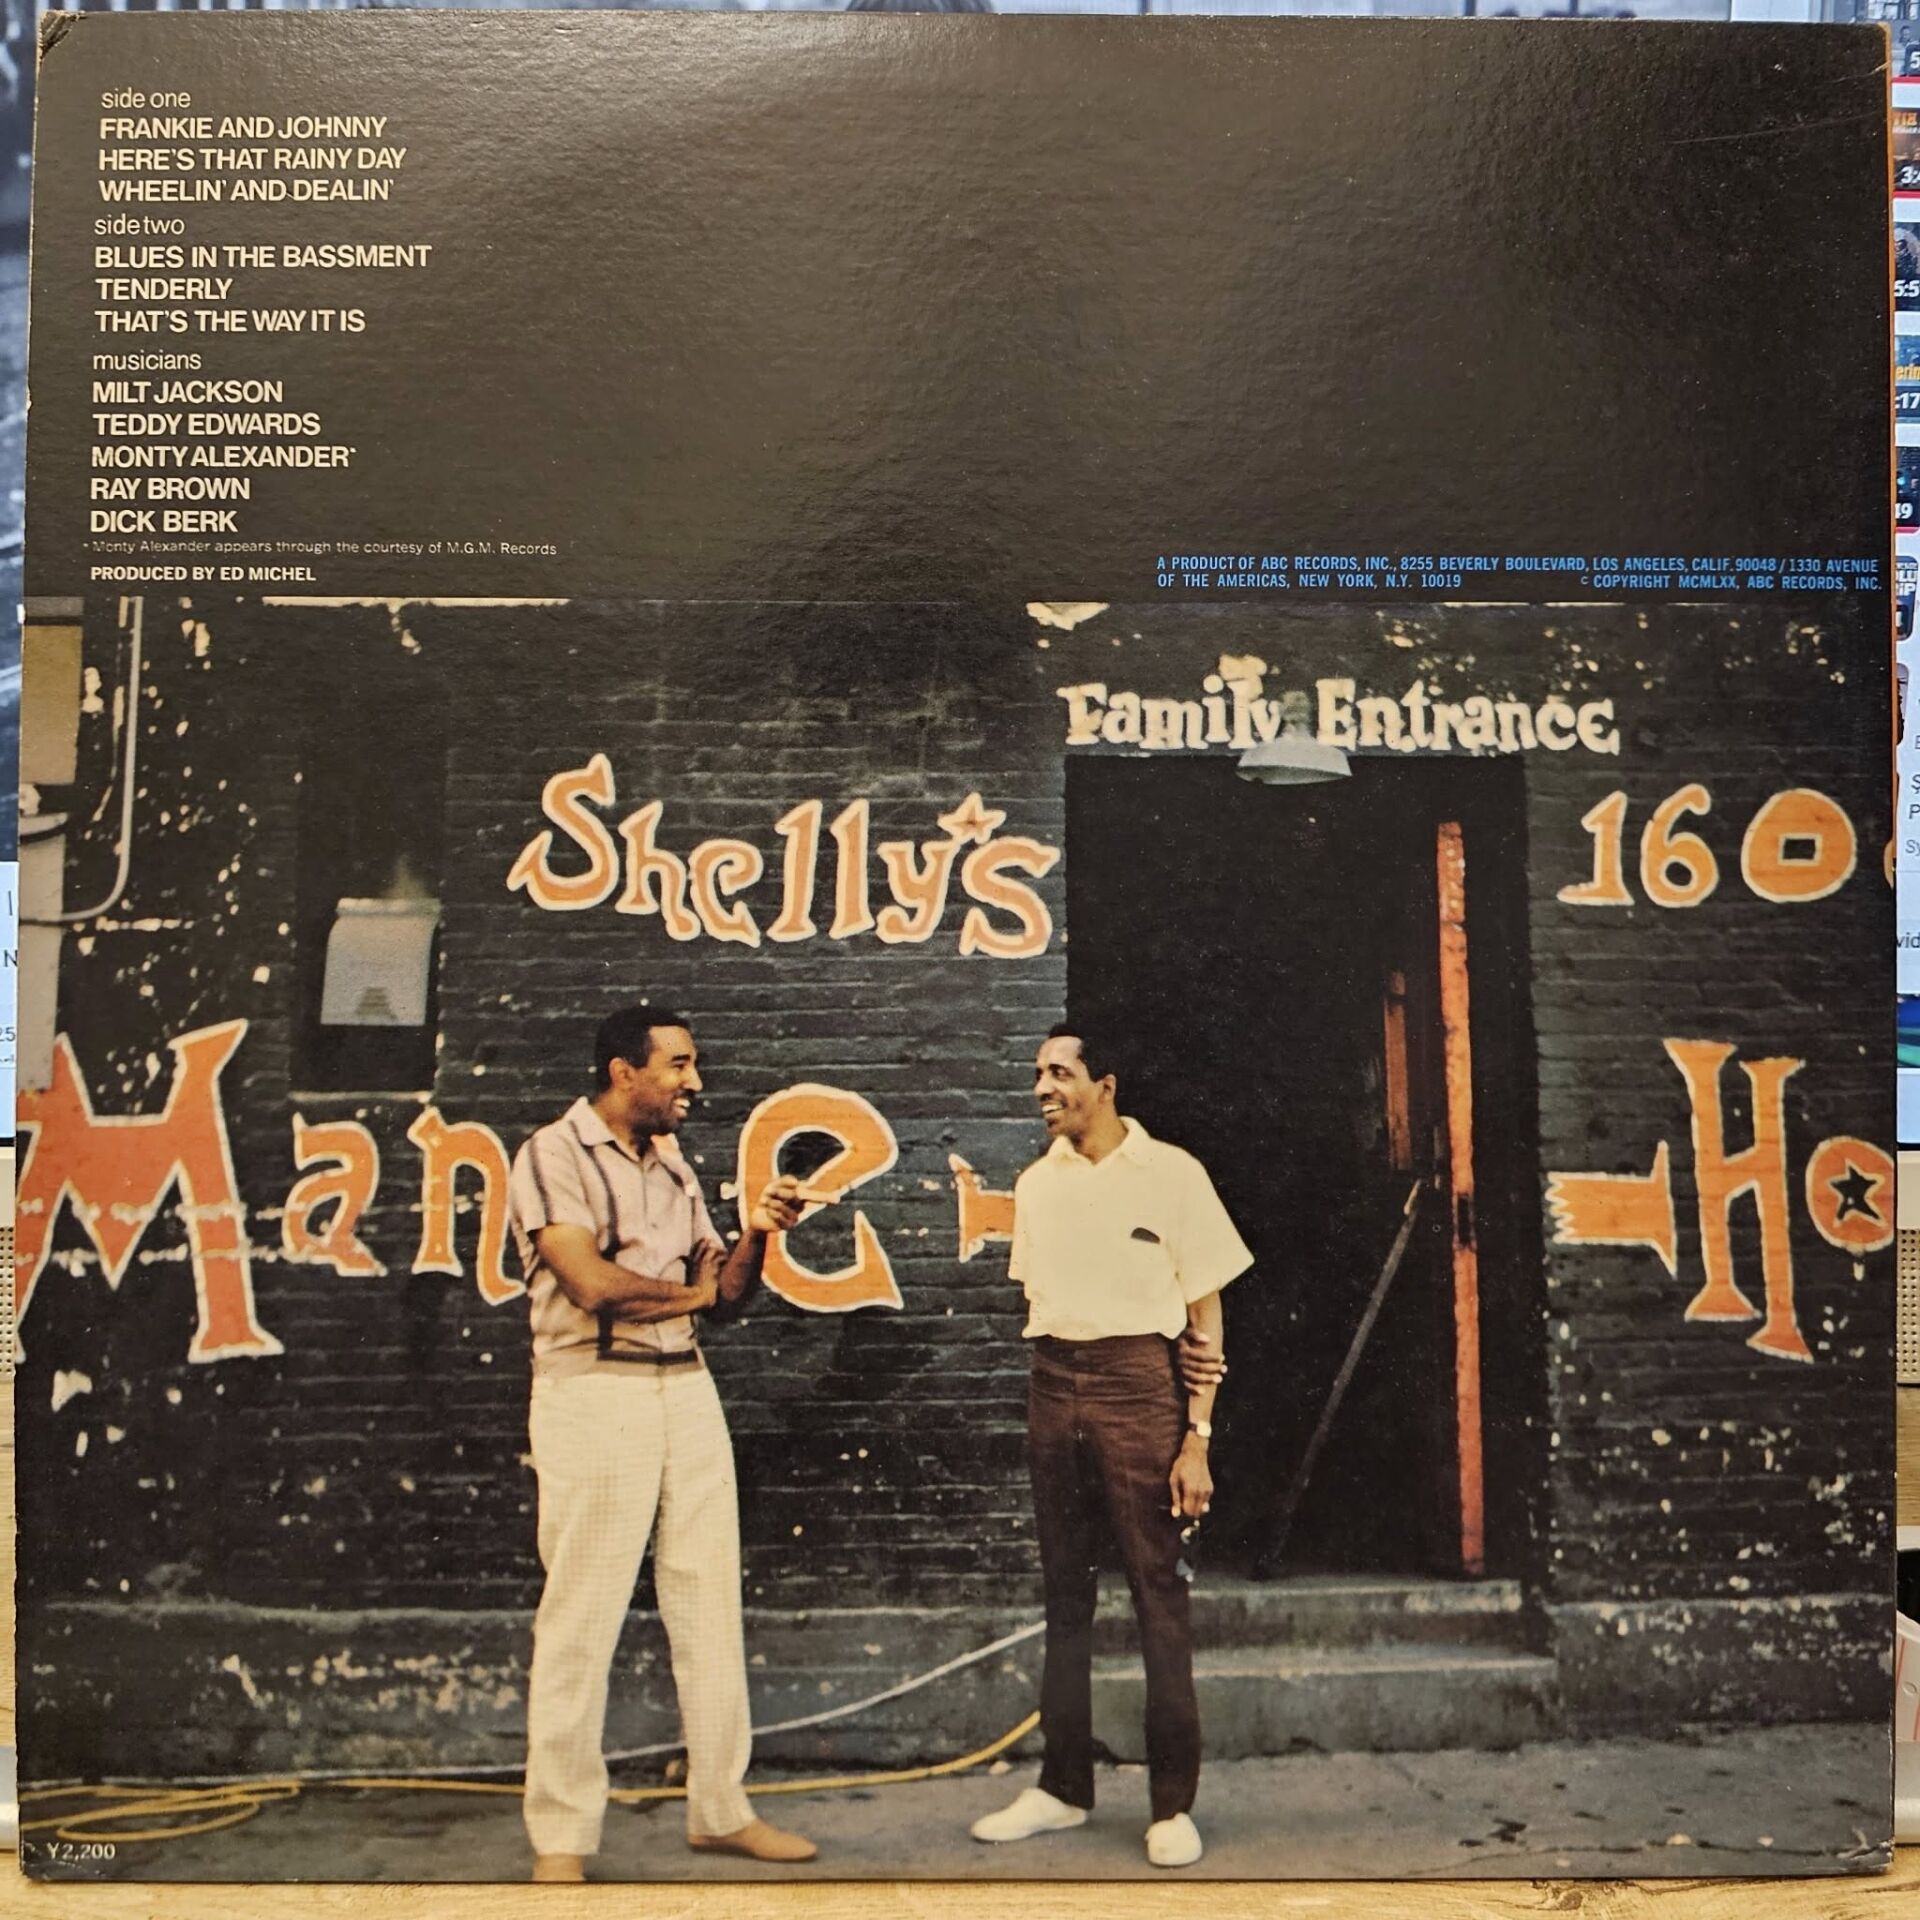 side one
FRANKIE AND JOHNNY
HERE'S THAT RAINY DAY
WHEELIN' AND DEALIN'
side two
BLUES IN THE BASSMENT
TENDERLY
THAT'S THE WAY IT IS
musicians
MILT JACKSON
TEDDY EDWARDS
MONTY ALEXANDER*
RAY BROWN
DICK BERK
* Monty Alexander appears through the courtesy of M.G.M. Records
PRODUCED BY ED MICHEL
A PRODUCT OF ABC RECORDS, INC., 8255 BEVERLY BOULEVARD, LOS ANGELES, CALIF. 90048 / 1330 AVENUE
OF THE AMERICAS, NEW YORK, N.Y. 10019 © COPYRIGHT MCMLXX, ABC RECORDS, INC.
Family Entrance
Shelly's
160
Man e - Ho
Y2,200